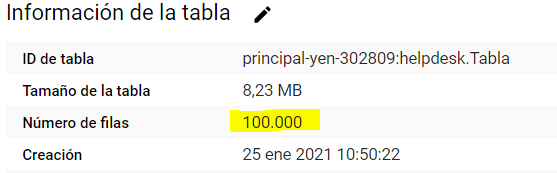 Información de la tabla
ID de tabla principal-yen-302809:helpdesk.Tabla
Tamaño de la tabla 8,23 MB
Número de filas 100.000
Creación 25 ene 2021 10:50:22